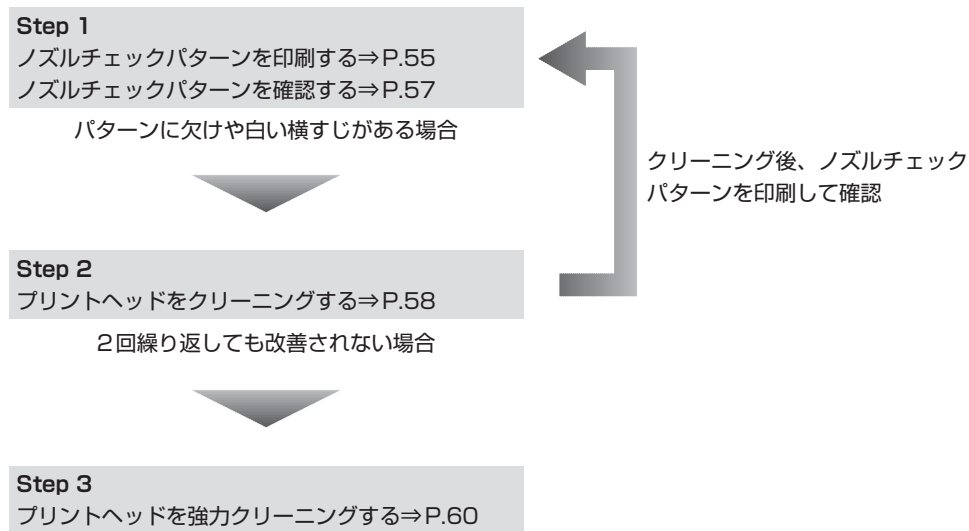 Step 1
ノズルチェックパターンを印刷する⇒P.55
ノズルチェックパターンを確認する⇒P.57
パターンに欠けや白い横すじがある場合
クリーニング後、ノズルチェック
パターンを印刷して確認
Step 2
プリントヘッドをクリーニングする⇒P.58
2回繰り返しても改善されない場合
Step 3
プリントヘッドを強力クリーニングする⇒P.60